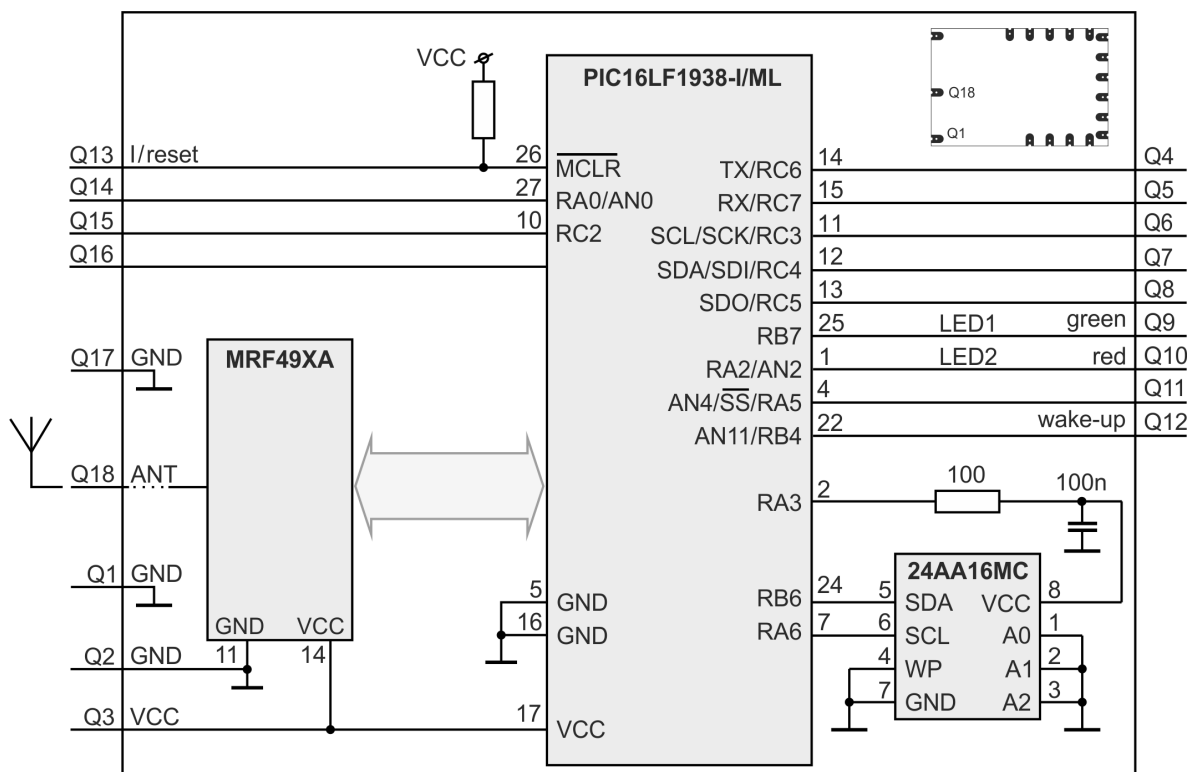 VCC
PIC16LF1938-I/ML
Q18
Q1
Q13 I/reset 26 MCLR
Q14 27 RA0/AN0
Q15 10 RC2
Q16
TX/RC6 14 Q4
RX/RC7 15 Q5
SCL/SCK/RC3 11 Q6
SDA/SDI/RC4 12 Q7
SDO/RC5 13 Q8
RB7 25 LED1 green Q9
RA2/AN2 1 LED2 red Q10
AN4/SS/RA5 4 Q11
AN11/RB4 22 wake-up Q12
Q17 GND
MRF49XA
Q18 ANT
RA3 2 100 100n
Q1 GND
GND VCC
11 14
Q2 GND
Q3 VCC
5 GND
16 GND
17 VCC
RB6 24
RA6 7
24AA16MC
5 SDA VCC 8
6 SCL A0 1
4 WP A1 2
7 GND A2 3